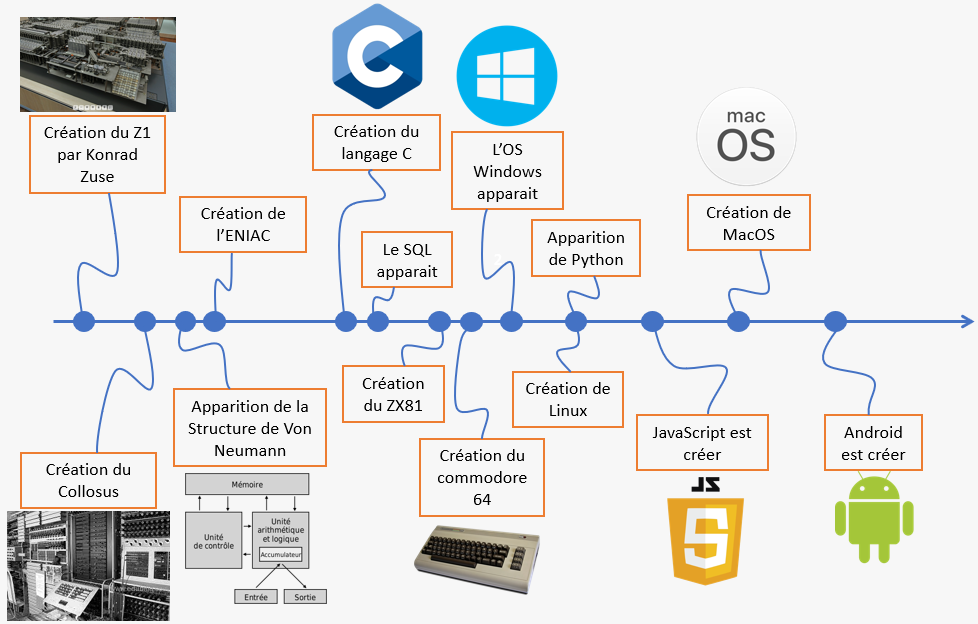 Création du Z1
par Konrad
Zuse
Création de
l'ENIAC
C
Création du
langage C
Le SQL
apparait
L'OS
Windows
apparait
Apparition
de Python
mac
OS
Création de
MacOS
Création du
Collosus
Apparition de la
Structure de Von
Neumann
Mémoire
Unité
de contrôle
Unité
arithmétique
et logique
Accumulateur
Entrée
Sortie
Création
du ZX81
Création du
commodore
64
Création de
Linux
JavaScript est
créer
JS
5
Android
est créer